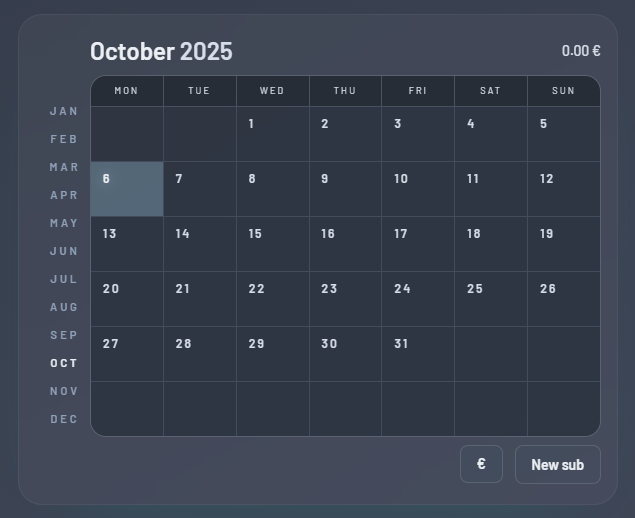 October 2025
0.00 €
MON TUE WED THU FRI SAT SUN
JAN
FEB
MAR
APR
MAY
JUN
JUL
AUG
SEP
OCT
NOV
DEC
1 2 3 4 5
6 7 8 9 10 11 12
13 14 15 16 17 18 19
20 21 22 23 24 25 26
27 28 29 30 31
€
New sub